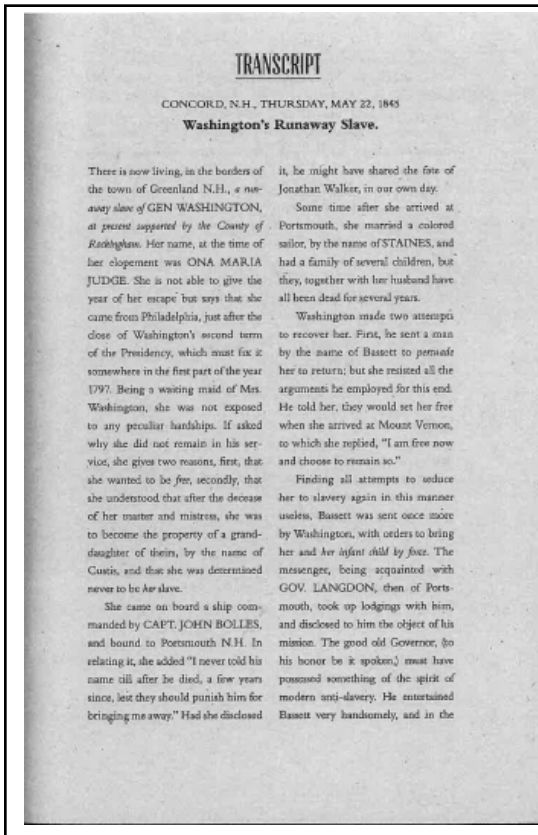 TRANSCRIPT
CONCORD, N.H., THURSDAY, MAY 22, 1845
Washington's Runaway Slave.
There is now living, in the borders of
the town of Greenland N.H., a run-
away slave of GEN WASHINGTON,
at present supported by the County of
Rockingham. Her name, at the time of
her elopement was ONA MARIA
JUDGE. She is not able to give the
year of her escape but says that she
came from Philadelphia, just after the
close of Washington's second term
of the Presidency, which must fix it
somewhere in the first part of the year
1797. Being a waiting maid of Mrs.
Washington, she was not exposed
to any peculiar hardships. If asked
why she did not remain in his ser-
vice, she gives two reasons, first, that
she wanted to be free, secondly, that
she understood that after the decease
of her master and mistress, she was
to become the property of a grand-
daughter of theirs, by the name of
Custis, and that she was determined
never to be her slave.
She came on board a ship com-
manded by CAPT. JOHN BOLLES,
and bound to Portsmouth N.H. In
relating it, she added "I never told his
name till after he died, a few years
since, lest they should punish him for
bringing me away." Had she disclosed
it, he might have shared the fate of
Jonathan Walker, in our own day.
Some time after she arrived at
Portsmouth, she married a colored
sailor, by the name of STAINES, and
had a family of several children, but
they, together with her husband have
all been dead for several years.
Washington made two attempts
to recover her. First, he sent a man
by the name of Bassett to persuade
her to return; but she resisted all the
arguments he employed for this end.
He told her, they would set her free
when she arrived at Mount Vernon,
to which she replied, "I am free now
and choose to remain so."
Finding all attempts to seduce
her to slavery again in this manner
useless, Bassett was sent once more
by Washington, with orders to bring
her and her infant child by force. The
messenger, being acquainted with
GOV. LANGDON, then of Ports-
mouth, took up lodgings with him,
and disclosed to him the object of his
mission. The good old Governor, (to
his honor be it spoken,) must have
possessed something of the spirit of
modern anti-slavery. He entertained
Bassett very handsomely, and in the